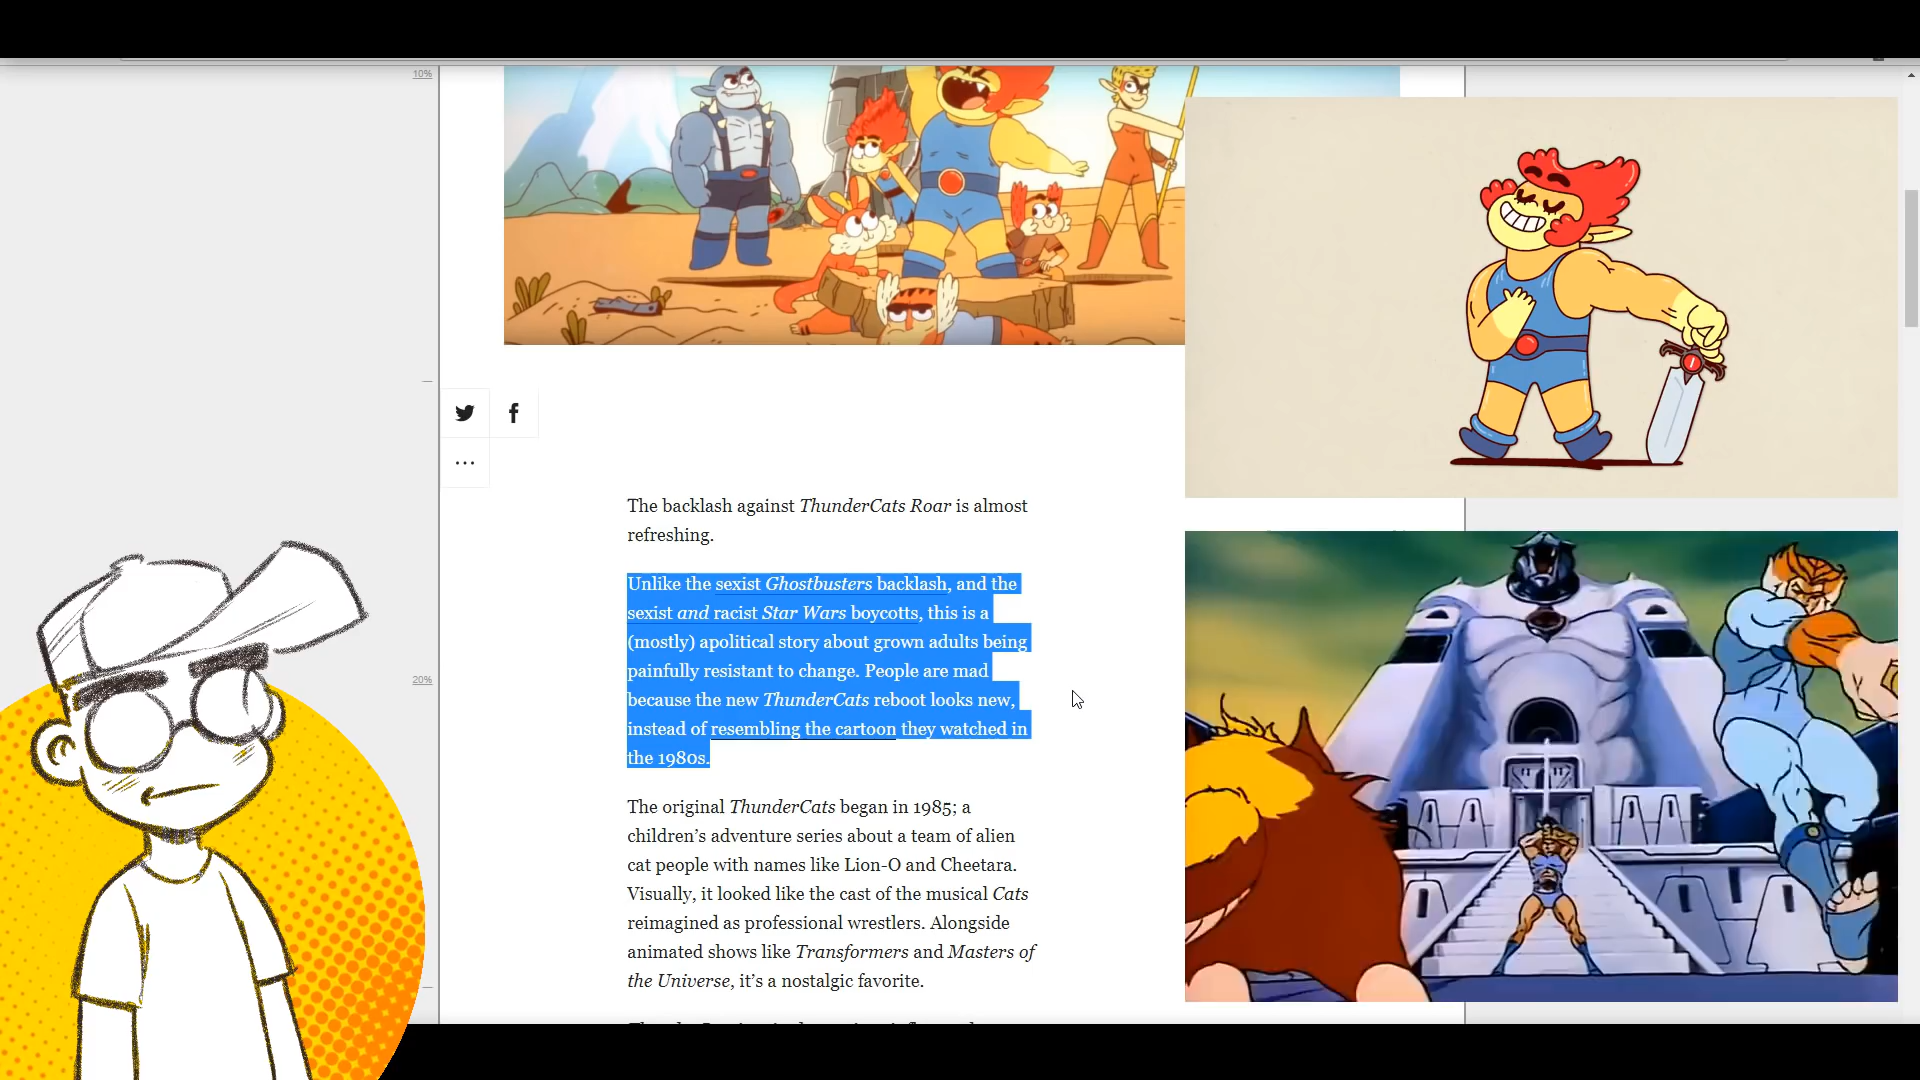 10%
The backlash against ThunderCats Roar is almost
refreshing.
Unlike the sexist Ghostbusters backlash, and the
sexist and racist Star Wars boycotts, this is a
(mostly) apolitical story about grown adults being
painfully resistant to change. People are mad
because the new ThunderCats reboot looks new,
instead of resembling the cartoon they watched in
the 1980s.
20%
The original ThunderCats began in 1985; a
children’s adventure series about a team of alien
cat people with names like Lion-O and Cheetara.
Visually, it looked like the cast of the musical Cats
reimagined as professional wrestlers. Alongside
animated shows like Transformers and Masters of
the Universe, it’s a nostalgic favorite.